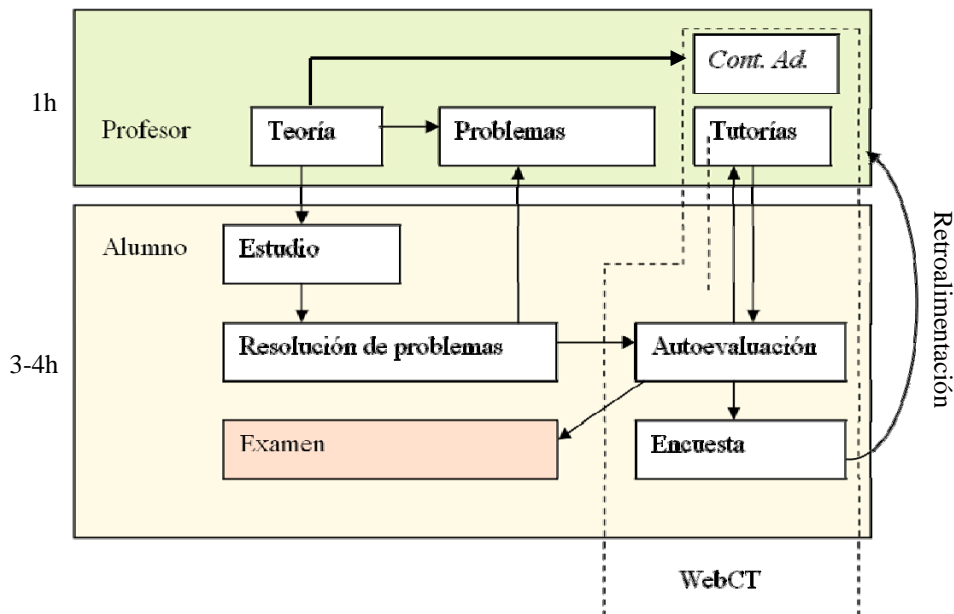 Cont. Ad.
1h
Profesor
Teoría
Problemas
Tutorías
Alumno
Estudio
Retroalimentación
3-4h
Resolución de problemas
Autoevaluación
Examen
Encuesta
WebCT